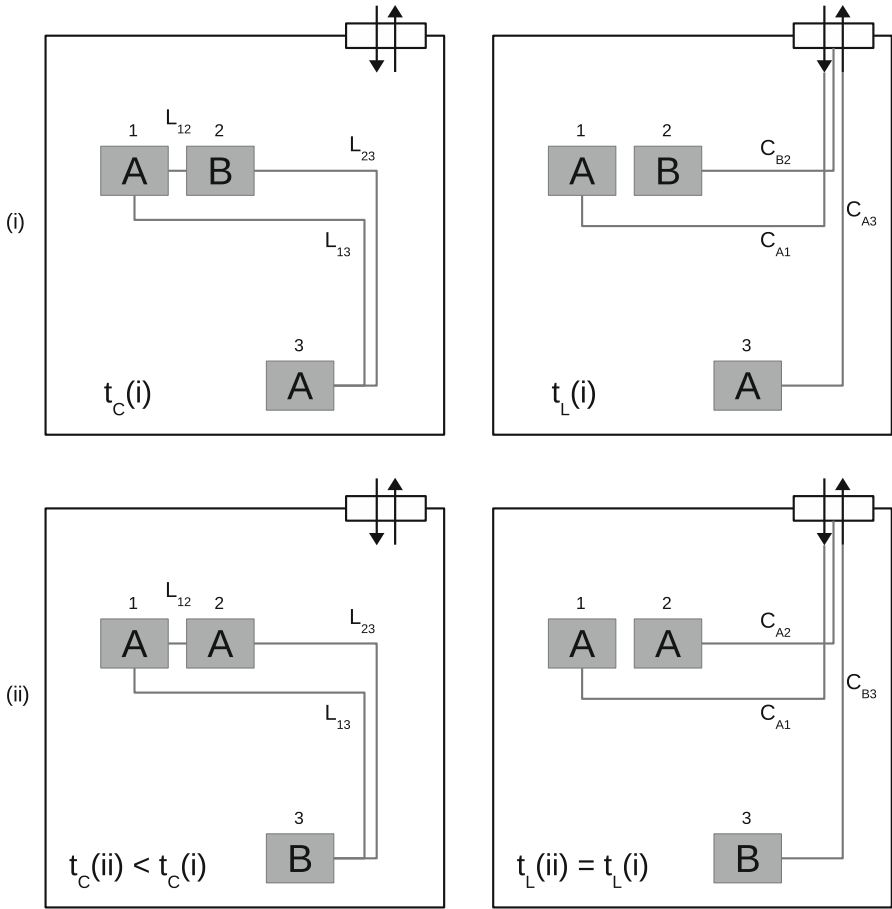 L12
1 2
A B
L23
L13
3
A
tC(i)
(i)
1 2
A B
CB2
CA3
CA1
3
A
tL(i)
L12
1 2
A A
L23
L13
3
B
tC(ii) < tC(i)
(ii)
1 2
A A
CA2
CB3
CA1
3
B
tL(ii) = tL(i)